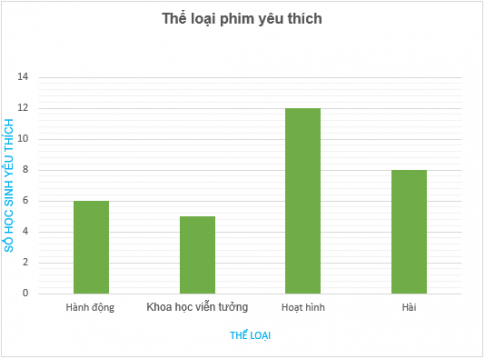 Thể loại phim yêu thích
SỐ HỌC SINH YÊU THÍCH
14
12
10
8
6
4
2
0
Hành động Khoa học viễn tưởng Hoạt hình Hài
THỂ LOẠI